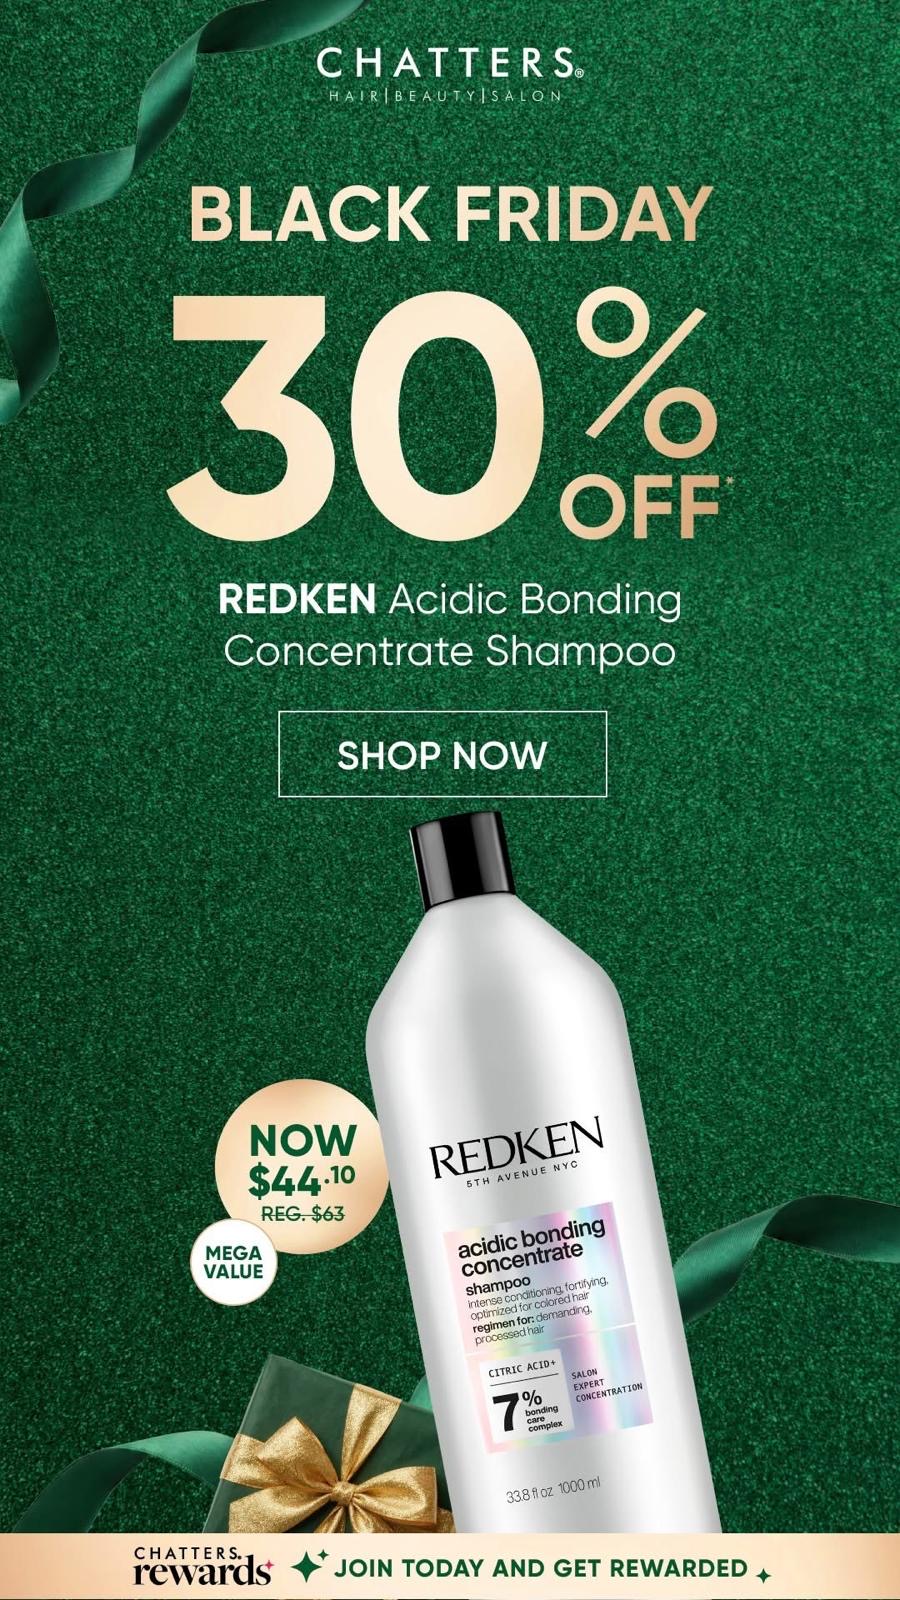 CHATTERS®
HAIR|BEAUTY|SALON
BLACK FRIDAY
30%
OFF*
REDKEN Acidic Bonding
Concentrate Shampoo
SHOP NOW
NOW
$44.10
REG. $63
MEGA
VALUE
REDKEN
5TH AVENUE NYC
acidic bonding
concentrate
shampoo
intense conditioning, fortifying,
optimized for colored hair
regimen for: demanding,
processed hair
CITRIC ACID+
7%
bonding
care
complex
SALON
EXPERT
CONCENTRATION
33.8 fl oz 1000 ml
CHATTERS.
rewards
JOIN TODAY AND GET REWARDED